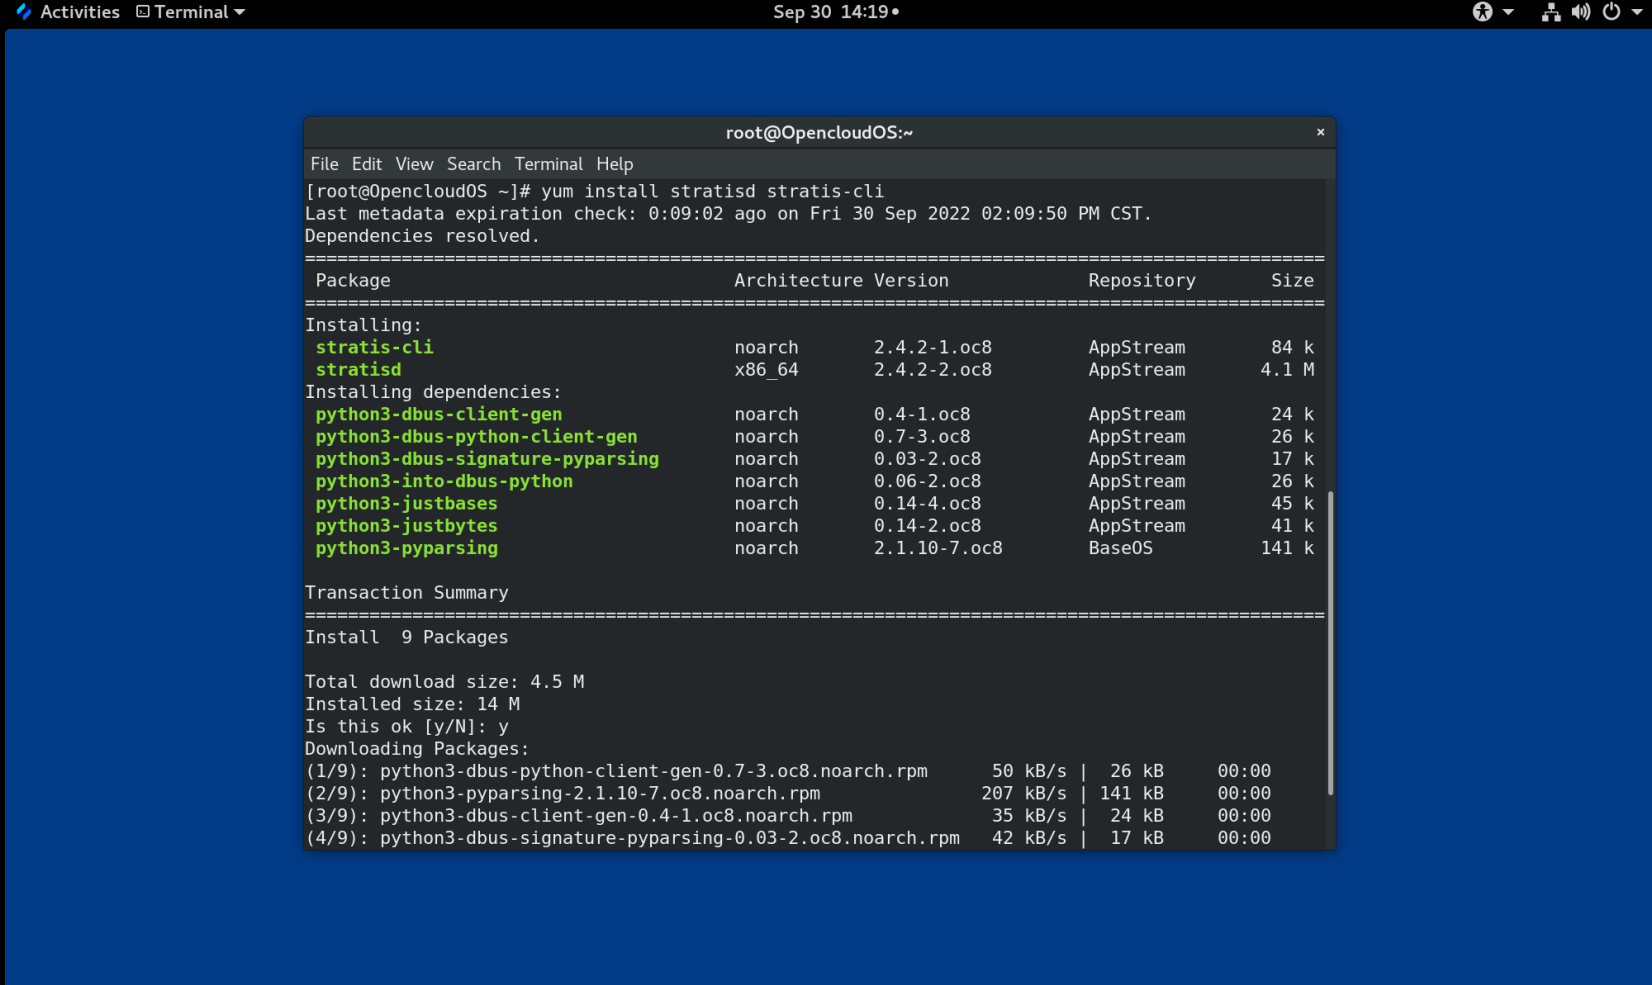 Activities Terminal Sep 30 14:19
root@OpencloudOS:~ ×
File Edit View Search Terminal Help
[root@OpencloudOS ~]# yum install stratisd stratis-cli
Last metadata expiration check: 0:09:02 ago on Fri 30 Sep 2022 02:09:50 PM CST.
Dependencies resolved.
===============================================================================================
Package Architecture Version Repository Size
===============================================================================================
Installing:
stratis-cli noarch 2.4.2-1.oc8 AppStream 84 k
stratisd x86_64 2.4.2-2.oc8 AppStream 4.1 M
Installing dependencies:
python3-dbus-client-gen noarch 0.4-1.oc8 AppStream 24 k
python3-dbus-python-client-gen noarch 0.7-3.oc8 AppStream 26 k
python3-dbus-signature-pyparsing noarch 0.03-2.oc8 AppStream 17 k
python3-into-dbus-python noarch 0.06-2.oc8 AppStream 26 k
python3-justbases noarch 0.14-4.oc8 AppStream 45 k
python3-justbytes noarch 0.14-2.oc8 AppStream 41 k
python3-pyparsing noarch 2.1.10-7.oc8 BaseOS 141 k
Transaction Summary
===============================================================================================
Install  9 Packages
Total download size: 4.5 M
Installed size: 14 M
Is this ok [y/N]: y
Downloading Packages:
(1/9): python3-dbus-python-client-gen-0.7-3.oc8.noarch.rpm 50 kB/s | 26 kB 00:00
(2/9): python3-pyparsing-2.1.10-7.oc8.noarch.rpm 207 kB/s | 141 kB 00:00
(3/9): python3-dbus-client-gen-0.4-1.oc8.noarch.rpm 35 kB/s | 24 kB 00:00
(4/9): python3-dbus-signature-pyparsing-0.03-2.oc8.noarch.rpm 42 kB/s | 17 kB 00:00